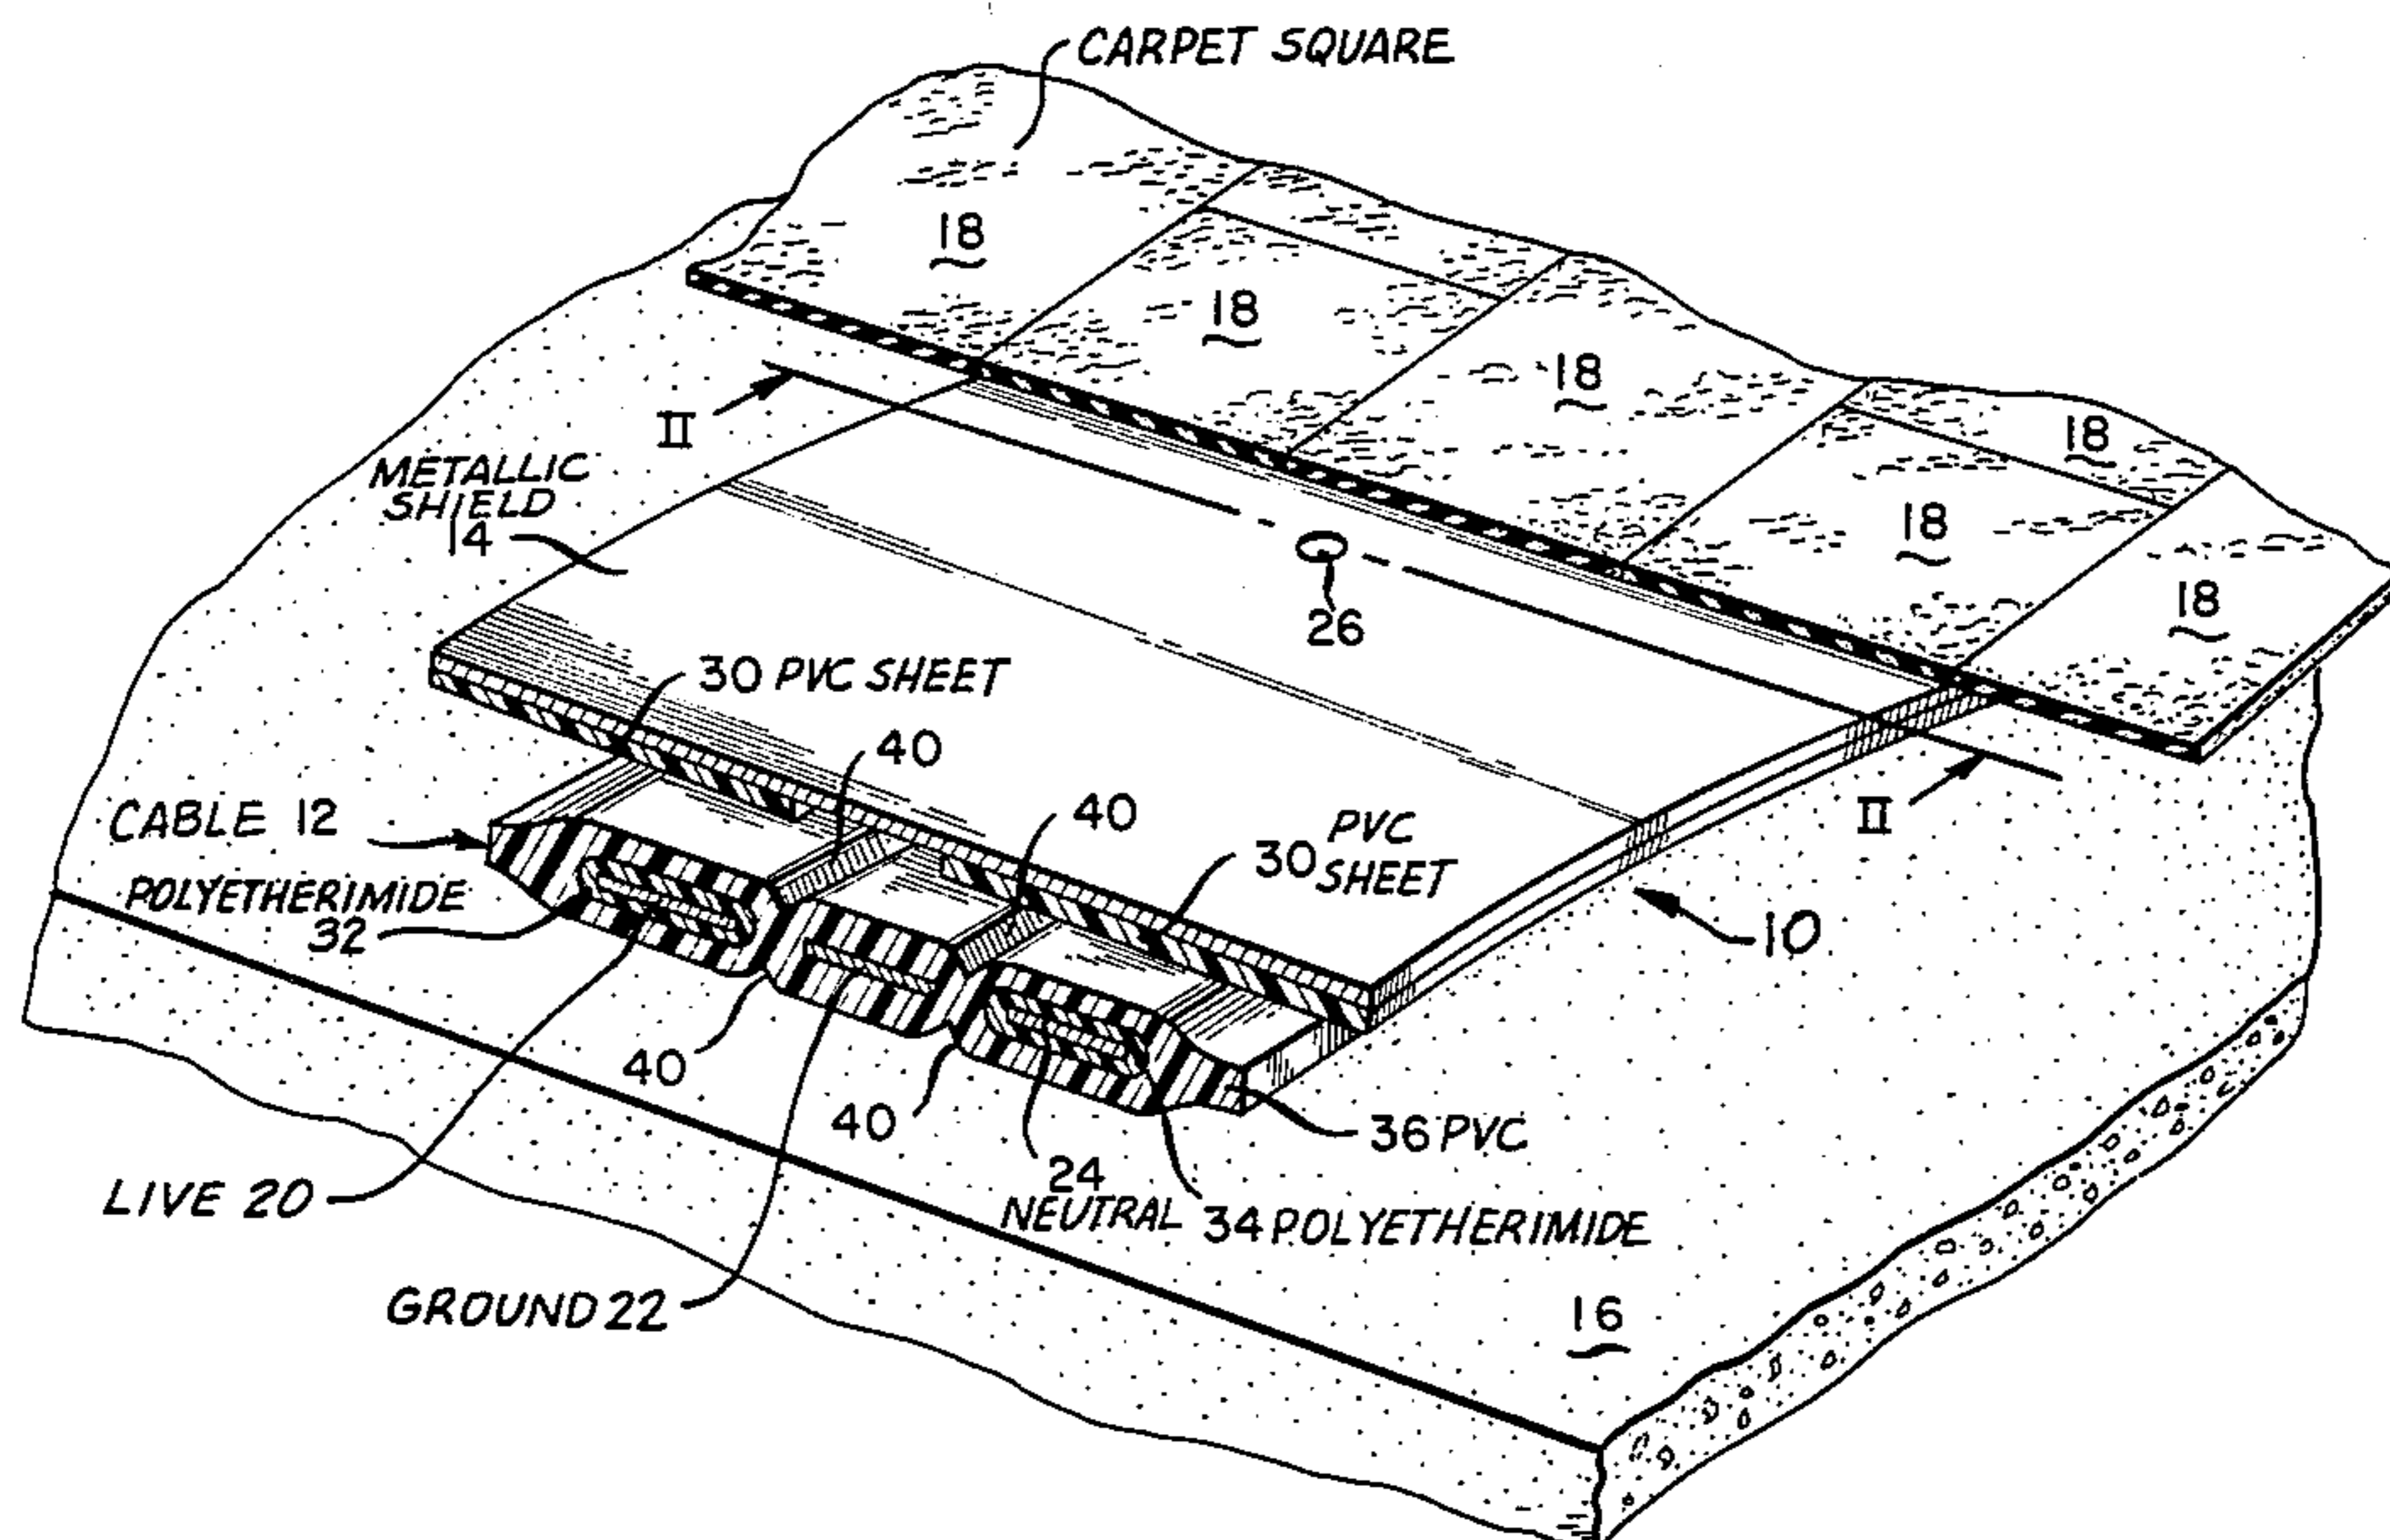 CARPET SQUARE
18
18
18
18
18
18
II
METALLIC
SHIELD
14
26
30 PVC SHEET
40
40
PVC
30 SHEET
CABLE 12
II
POLYETHERIMIDE
32
10
40
40
36 PVC
24
NEUTRAL
34 POLYETHERIMIDE
LIVE 20
GROUND 22
16